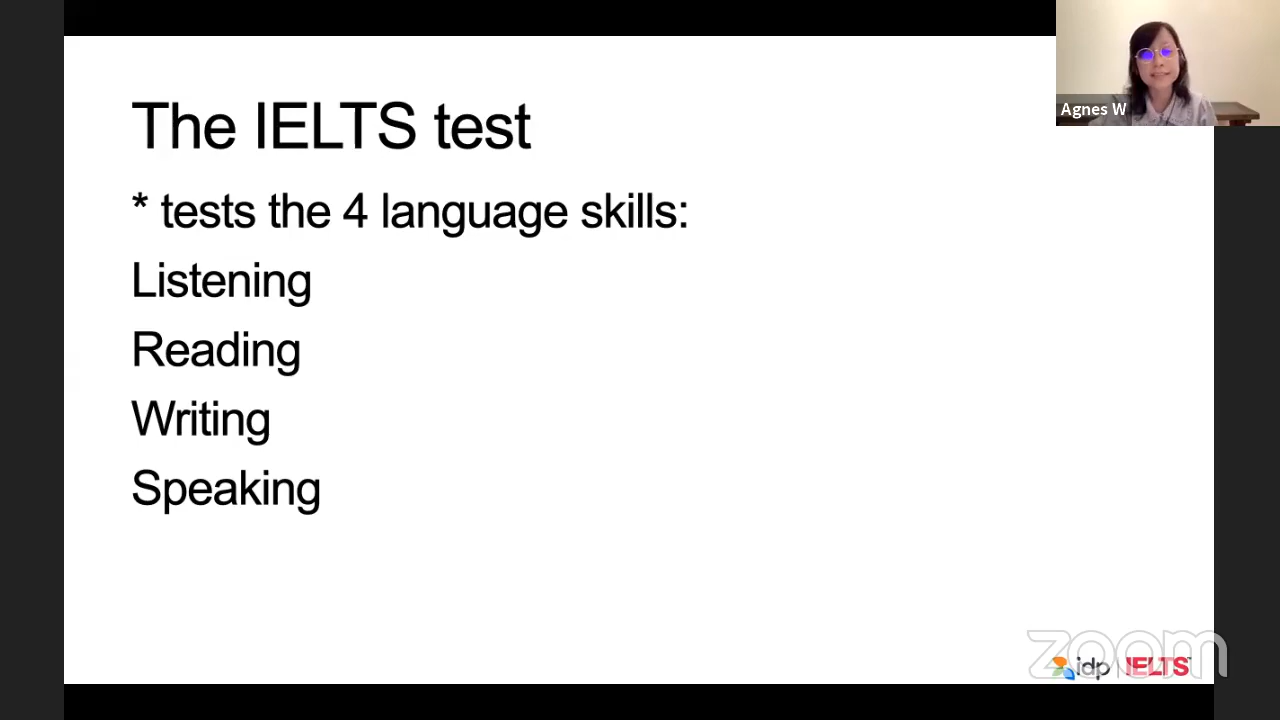 Agnes W
The IELTS test
* tests the 4 language skills:
Listening
Reading
Writing
Speaking
zoom
idp IELTS